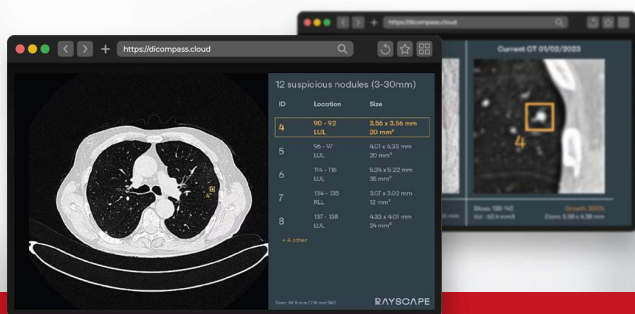 https://dicompass.cloud
https://dicompass.cloud
Current CT 01/02/2023
12 suspicious nodules (3-30mm)
ID Location Size
4 90 - 92 3.56 x 3.56 mm
LUL 20 mm³
5 96 - 97 4.01 x 4.33 mm
LUL 20 mm³
6 114 - 116 5.24 x 5.22 mm
LUL 35 mm³
7 134 - 135 3.07 x 3.02 mm
RLL 12 mm³
8 137 - 138 4.33 x 4.01 mm
LUL 24 mm³
+ 4 other
RAYSCAPE
4
4
Growth: 300%